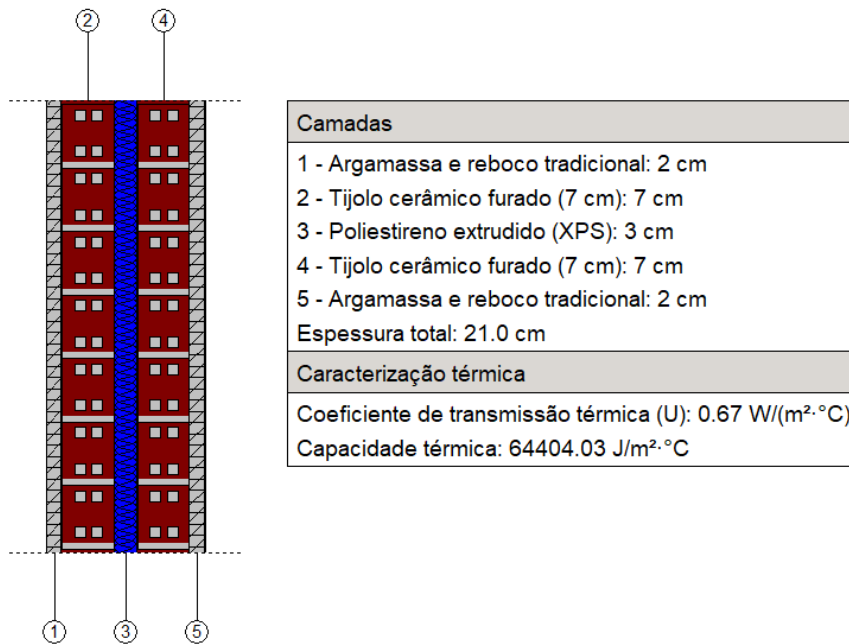 2 4
Camadas
1 - Argamassa e reboco tradicional: 2 cm
2 - Tijolo cerâmico furado (7 cm): 7 cm
3 - Poliestireno extrudido (XPS): 3 cm
4 - Tijolo cerâmico furado (7 cm): 7 cm
5 - Argamassa e reboco tradicional: 2 cm
Espessura total: 21.0 cm
Caracterização térmica
Coeficiente de transmissão térmica (U): 0.67 W/(m²·°C)
Capacidade térmica: 64404.03 J/m²·°C
1 3 5